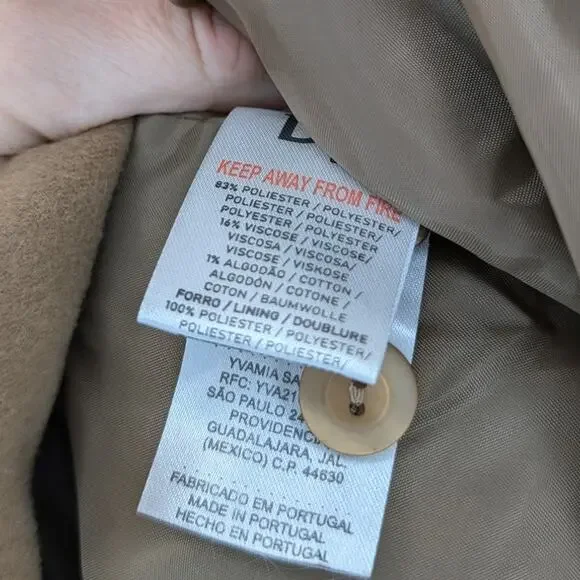 KEEP AWAY FROM FIRE
83% POLIESTER / POLYESTER/
POLIESTER / POLIESTER/
POLYESTER / POLYESTER
16% VISCOSE / VISCOSE/
VISCOSA / VISCOSA/
VISCOSE / VISKOSE
1% ALGODÃO / COTTON /
ALGODÓN / COTONE /
COTON / BAUMWOLLE
FORRO / LINING / DOUBLURE
100% POLIESTER / POLYESTER/
POLIESTER / POLIESTER/
YVAMIA SA
RFC: YVA21
SÃO PAULO 24
PROVIDENCI
GUADALAJARA, JAL.
(MEXICO) C.P. 44630
FABRICADO EM PORTUGAL
MADE IN PORTUGAL
HECHO EN PORTUGAL